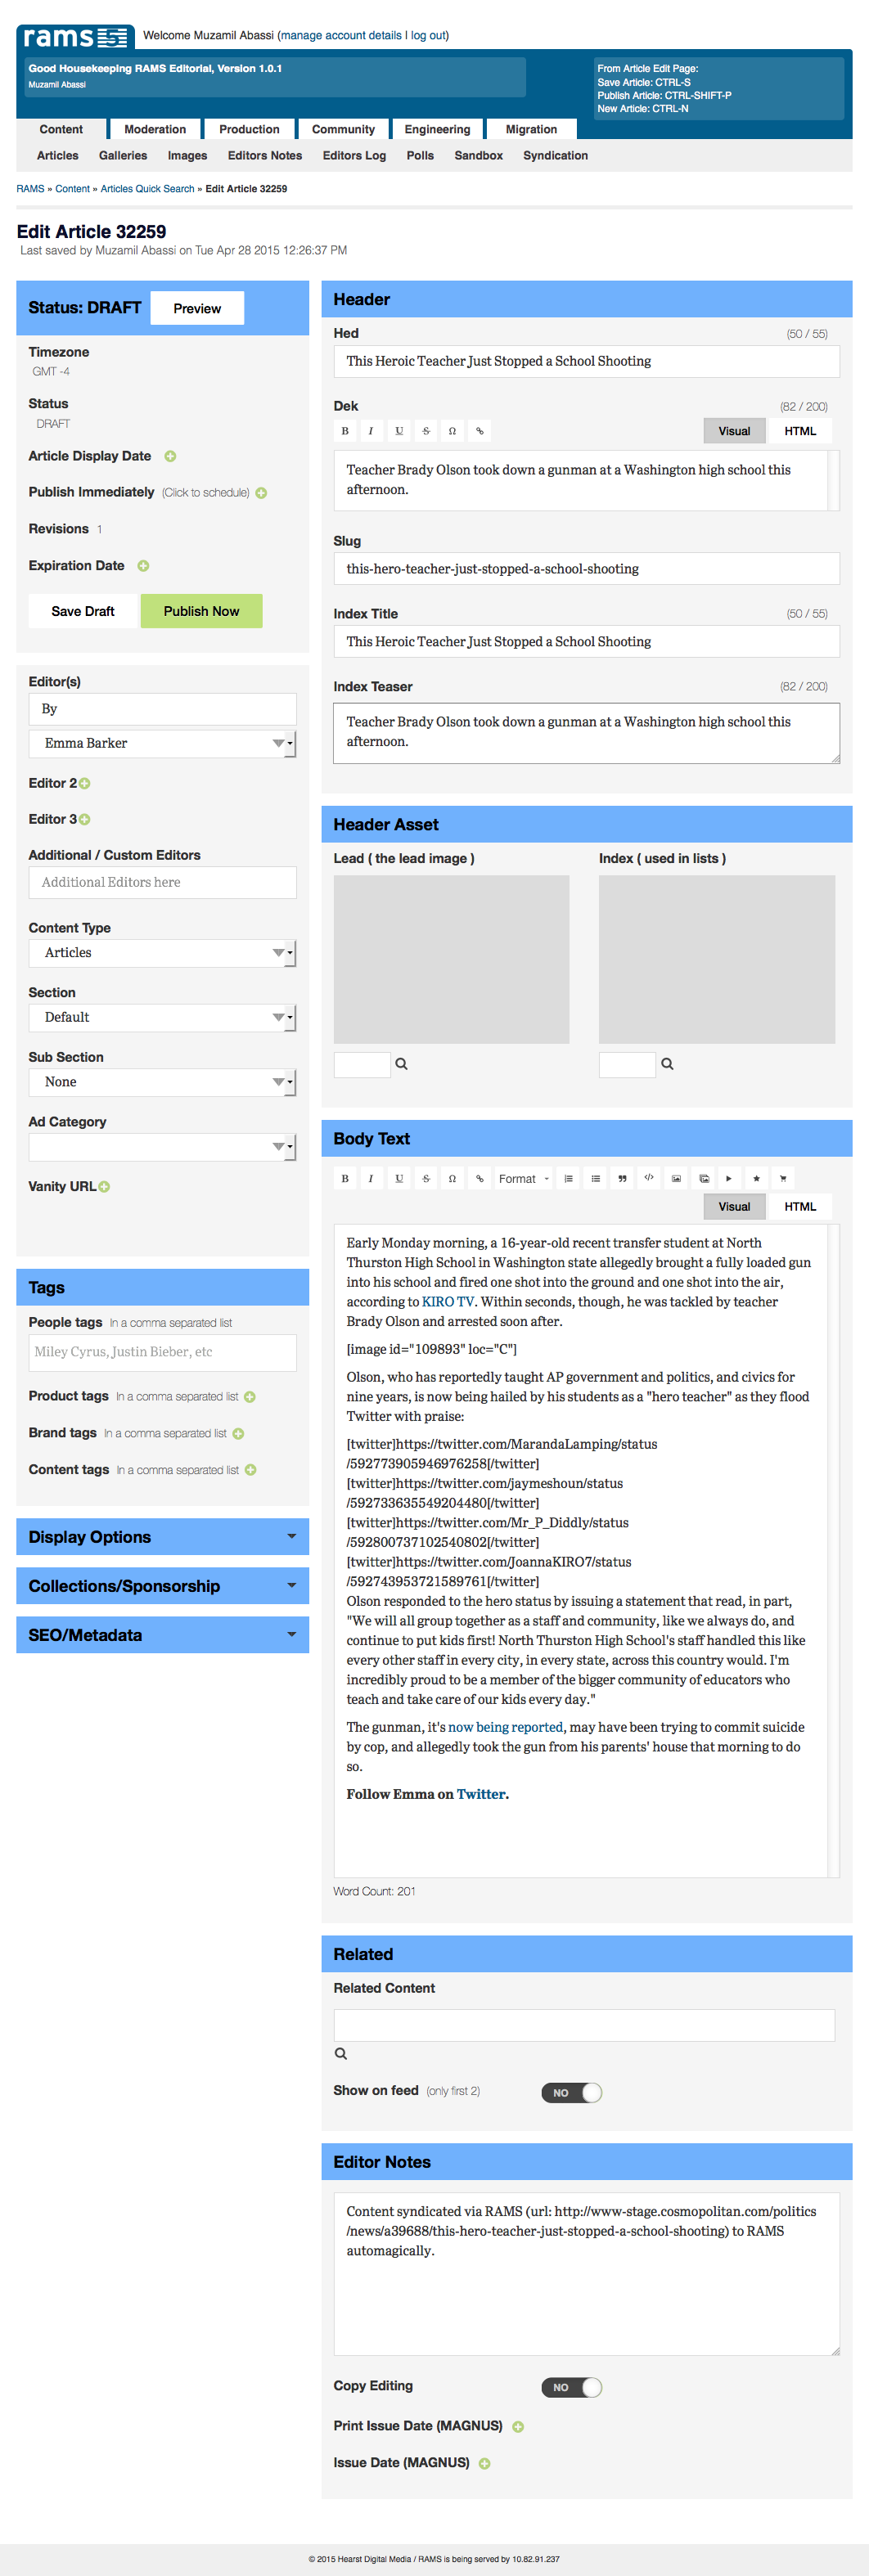 rams 5
Welcome Muzamil Abassi (manage account details | log out)
Good Housekeeping RAMS Editorial, Version 1.0.1
Muzamil Abassi
From Article Edit Page:
Save Article: CTRL-S
Publish Article: CTRL-SHIFT-P
New Article: CTRL-N
Content Moderation Production Community Engineering Migration
Articles Galleries Images Editors Notes Editors Log Polls Sandbox Syndication
RAMS » Content » Articles Quick Search » Edit Article 32259
Edit Article 32259
Last saved by Muzamil Abassi on Tue Apr 28 2015 12:26:37 PM
Status: DRAFT Preview
Timezone
GMT -4
Status
DRAFT
Article Display Date
Publish Immediately (Click to schedule)
Revisions 1
Expiration Date
Save Draft Publish Now
Editor(s)
By
Emma Barker
Editor 2
Editor 3
Additional / Custom Editors
Additional Editors here
Content Type
Articles
Section
Default
Sub Section
None
Ad Category
Vanity URL
Tags
People tags In a comma separated list
Miley Cyrus, Justin Bieber, etc
Product tags In a comma separated list
Brand tags In a comma separated list
Content tags In a comma separated list
Display Options
Collections/Sponsorship
SEO/Metadata
Header
Hed (50 / 55)
This Heroic Teacher Just Stopped a School Shooting
Dek (82 / 200)
B I U S Ω Visual HTML
Teacher Brady Olson took down a gunman at a Washington high school this
afternoon.
Slug
this-hero-teacher-just-stopped-a-school-shooting
Index Title (50 / 55)
This Heroic Teacher Just Stopped a School Shooting
Index Teaser (82 / 200)
Teacher Brady Olson took down a gunman at a Washington high school this
afternoon.
Header Asset
Lead ( the lead image ) Index ( used in lists )
Body Text
B I U S Ω Format
Visual HTML
Early Monday morning, a 16-year-old recent transfer student at North
Thurston High School in Washington state allegedly brought a fully loaded gun
into his school and fired one shot into the ground and one shot into the air,
according to KIRO TV. Within seconds, though, he was tackled by teacher
Brady Olson and arrested soon after.
[image id="109893" loc="C"]
Olson, who has reportedly taught AP government and politics, and civics for
nine years, is now being hailed by his students as a "hero teacher" as they flood
Twitter with praise:
[twitter]https://twitter.com/MarandaLamping/status
/592773905946976258[/twitter]
[twitter]https://twitter.com/jaymeshoun/status
/592733635549204480[/twitter]
[twitter]https://twitter.com/Mr_P_Diddly/status
/592800737102540802[/twitter]
[twitter]https://twitter.com/JoannaKIRO7/status
/592743953721589761[/twitter]
Olson responded to the hero status by issuing a statement that read, in part,
"We will all group together as a staff and community, like we always do, and
continue to put kids first! North Thurston High School's staff handled this like
every other staff in every city, in every state, across this country would. I'm
incredibly proud to be a member of the bigger community of educators who
teach and take care of our kids every day."
The gunman, it's now being reported, may have been trying to commit suicide
by cop, and allegedly took the gun from his parents' house that morning to do
so.
Follow Emma on Twitter.
Word Count: 201
Related
Related Content
Show on feed (only first 2) NO
Editor Notes
Content syndicated via RAMS (url: http://www-stage.cosmopolitan.com/politics
/news/a39688/this-hero-teacher-just-stopped-a-school-shooting) to RAMS
automagically.
Copy Editing NO
Print Issue Date (MAGNUS)
Issue Date (MAGNUS)
© 2015 Hearst Digital Media / RAMS is being served by 10.82.91.237